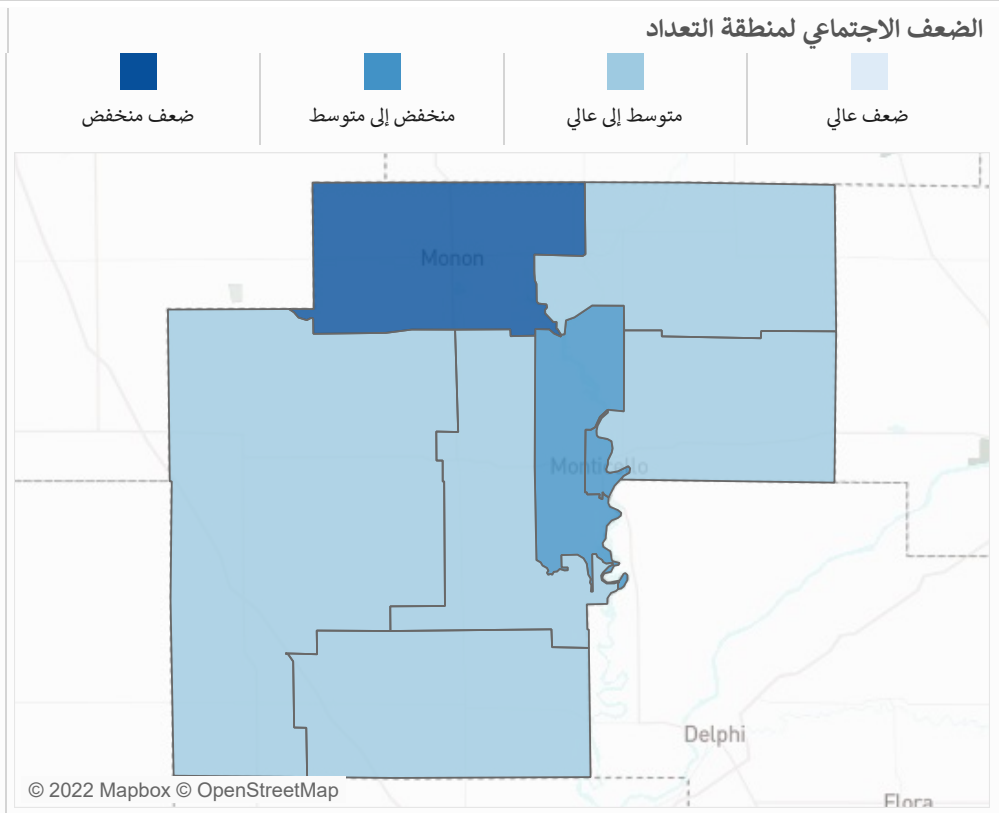 الضعف الاجتماعي لمنطقة التعداد
ضعف عالي
متوسط إلى عالي
منخفض إلى متوسط
ضعف منخفض
Monon
Monticello
Delphi
Flora
© 2022 Mapbox © OpenStreetMap